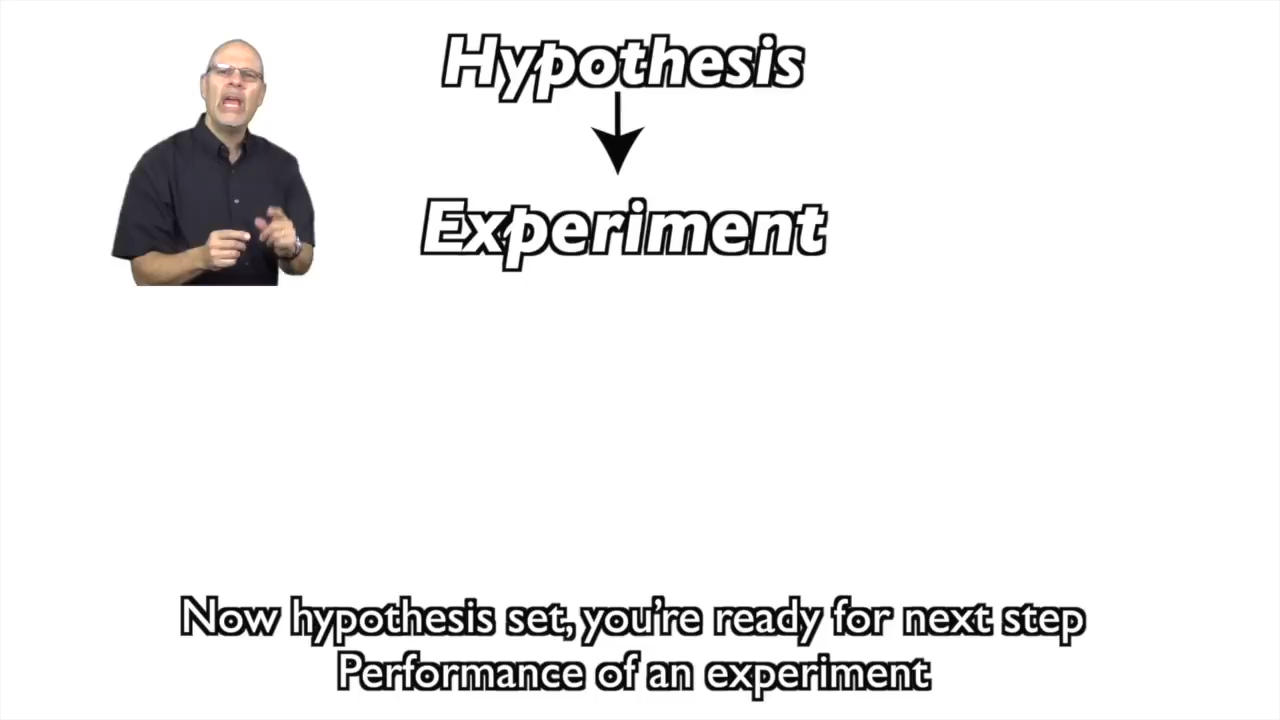 Hypothesis
Experiment
Now hypothesis set, you're ready for next step
Performance of an experiment